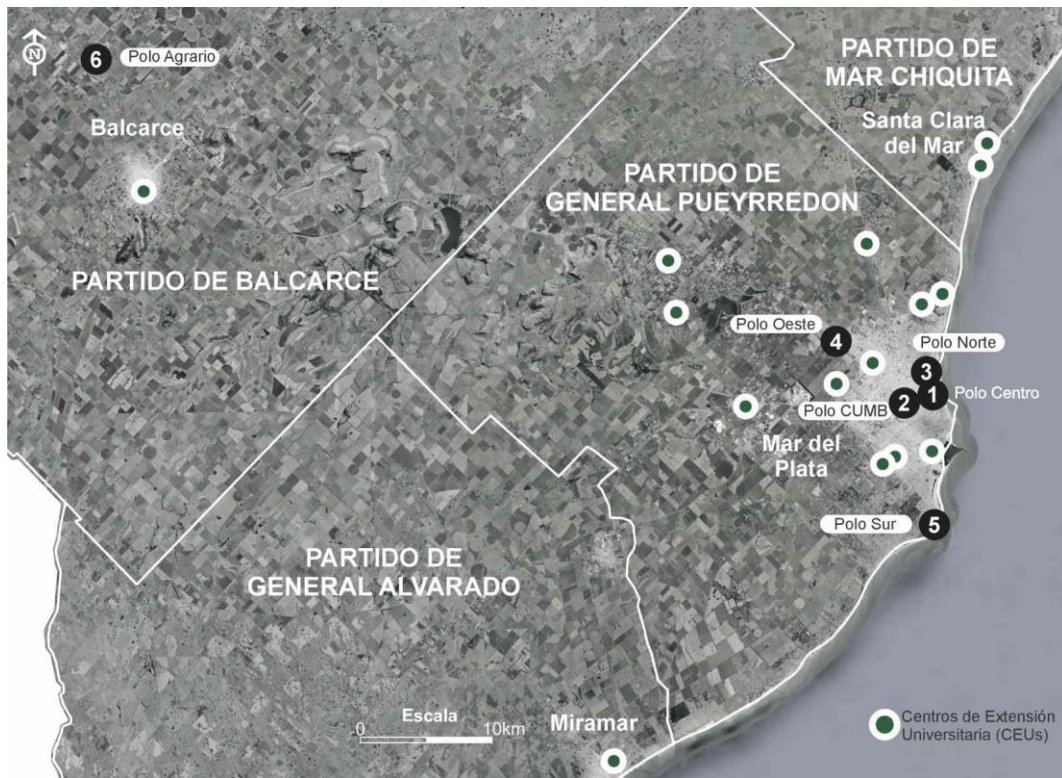 N
6 Polo Agrario
Balcarce
PARTIDO DE
MAR CHIQUITA
Santa Clara
del Mar
PARTIDO DE
GENERAL PUEYRREDON
PARTIDO DE BALCARCE
Polo Oeste
4
Polo Norte
3
1 Polo Centro
Polo CUMB 2
Mar del
Plata
Polo Sur 5
PARTIDO DE
GENERAL ALVARADO
Escala
0 10km
Miramar
Centros de Extensión
Universitaria (CEUs)